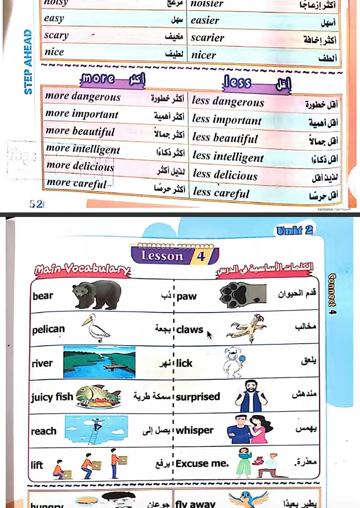 noisy مزعج noisier أكثر إزعاجًا
easy سهل easier أسهل
scary مخيف scarier أكثر إخافة
nice لطيف nicer ألطف
STEP AHEAD
more أكثر less أقل
more dangerous أكثر خطورة less dangerous أقل خطورة
more important أكثر أهمية less important أقل أهمية
more beautiful أكثر جمالاً less beautiful أقل جمالاً
more intelligent أكثر ذكاءًا less intelligent أقل ذكاءًا
more delicious لذيذ أكثر less delicious لذيذ أقل
more careful أكثر حرصًا less careful أقل حرصًا
52
Unit 2
Lesson 4
Main Vocabulary الكلمات الأساسية في الدرس
bear دب paw قدم الحيوان
pelican بجعة claws مخالب
river نهر lick يلعق
juicy fish سمكة طرية surprised مندهش
reach يصل إلى whisper يهمس
lift يرفع Excuse me. معذرة.
hungry جوعان fly away يطير بعيدًا
Connect 4